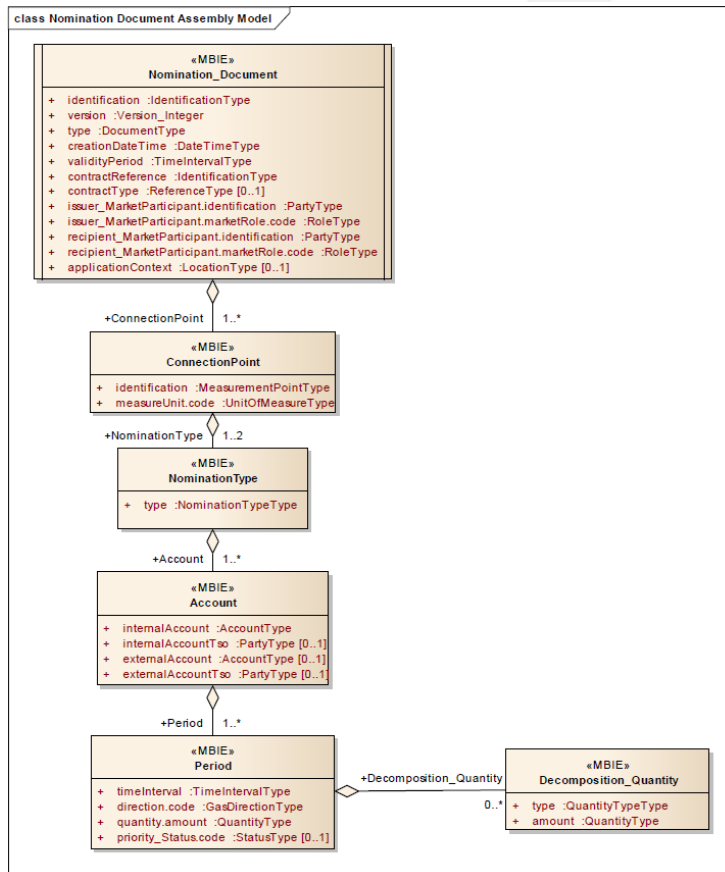 class Nomination Document Assembly Model
«MBIE»
Nomination_Document
+ identification :IdentificationType
+ version :Version_Integer
+ type :DocumentType
+ creationDateTime :DateTimeType
+ validityPeriod :TimeIntervalType
+ contractReference :IdentificationType
+ contractType :ReferenceType [0..1]
+ issuer_MarketParticipant.identification :PartyType
+ issuer_MarketParticipant.marketRole.code :RoleType
+ recipient_MarketParticipant.identification :PartyType
+ recipient_MarketParticipant.marketRole.code :RoleType
+ applicationContext :LocationType [0..1]
+ConnectionPoint 1..*
«MBIE»
ConnectionPoint
+ identification :MeasurementPointType
+ measureUnit.code :UnitOfMeasureType
+NominationType 1..2
«MBIE»
NominationType
+ type :NominationTypeType
+Account 1..*
«MBIE»
Account
+ internalAccount :AccountType
+ internalAccountTso :PartyType [0..1]
+ externalAccount :AccountType [0..1]
+ externalAccountTso :PartyType [0..1]
+Period 1..*
«MBIE»
Period
+ timeInterval :TimeIntervalType
+ direction.code :GasDirectionType
+ quantity.amount :QuantityType
+ priority_Status.code :StatusType [0..1]
+Decomposition_Quantity
0..*
«MBIE»
Decomposition_Quantity
+ type :QuantityTypeType
+ amount :QuantityType